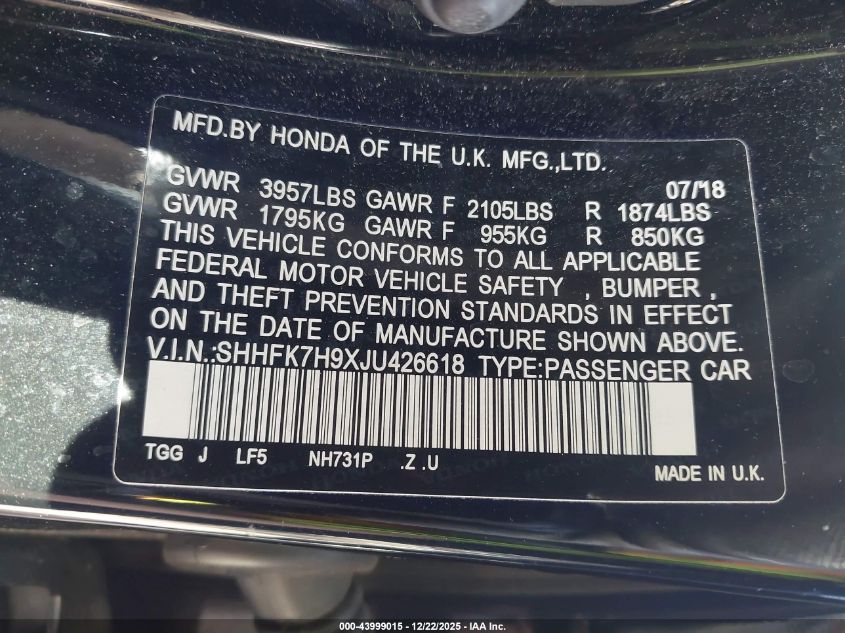 MFD.BY HONDA OF THE U.K. MFG.,LTD.
07/18
GVWR 3957LBS GAWR F 2105LBS R 1874LBS
GVWR 1795KG GAWR F 955KG R 850KG
THIS VEHICLE CONFORMS TO ALL APPLICABLE
FEDERAL MOTOR VEHICLE SAFETY , BUMPER ,
AND THEFT PREVENTION STANDARDS IN EFFECT
ON THE DATE OF MANUFACTURE SHOWN ABOVE.
V.I.N.:SHHFK7H9XJU426618 TYPE:PASSENGER CAR
TGG J LF5 NH731P .Z .U
MADE IN U.K.
000-43999015 - 12/22/2025 - IAA Inc.